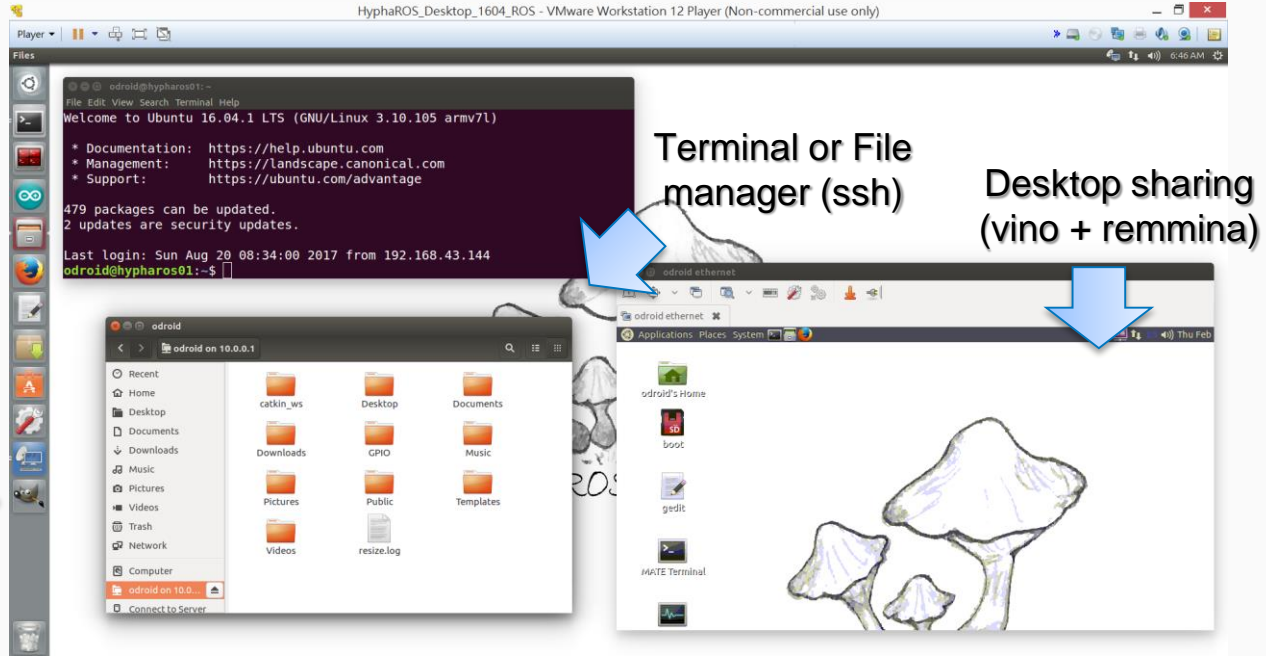 HyphaROS_Desktop_1604_ROS - VMware Workstation 12 Player (Non-commercial use only)
Player
Files
6:46 AM
odroid@hypharos01: ~
File Edit View Search Terminal Help
Welcome to Ubuntu 16.04.1 LTS (GNU/Linux 3.10.105 armv7l)
* Documentation: https://help.ubuntu.com
* Management: https://landscape.canonical.com
* Support: https://ubuntu.com/advantage
479 packages can be updated.
2 updates are security updates.
Last login: Sun Aug 20 08:34:00 2017 from 192.168.43.144
odroid@hypharos01:~$
Terminal or File
manager (ssh)
Desktop sharing
(vino + remmina)
odroid
odroid on 10.0.0.1
Recent
Home
Desktop
Documents
Downloads
Music
Pictures
Videos
Trash
Network
Computer
odroid on 10.0...
Connect to Server
catkin_ws
Desktop
Documents
Downloads
GPIO
Music
Pictures
Public
Templates
Videos
resize.log
odroid ethernet
odroid ethernet
Applications Places System
Thu Feb
odroid's Home
boot
gedit
MATE Terminal